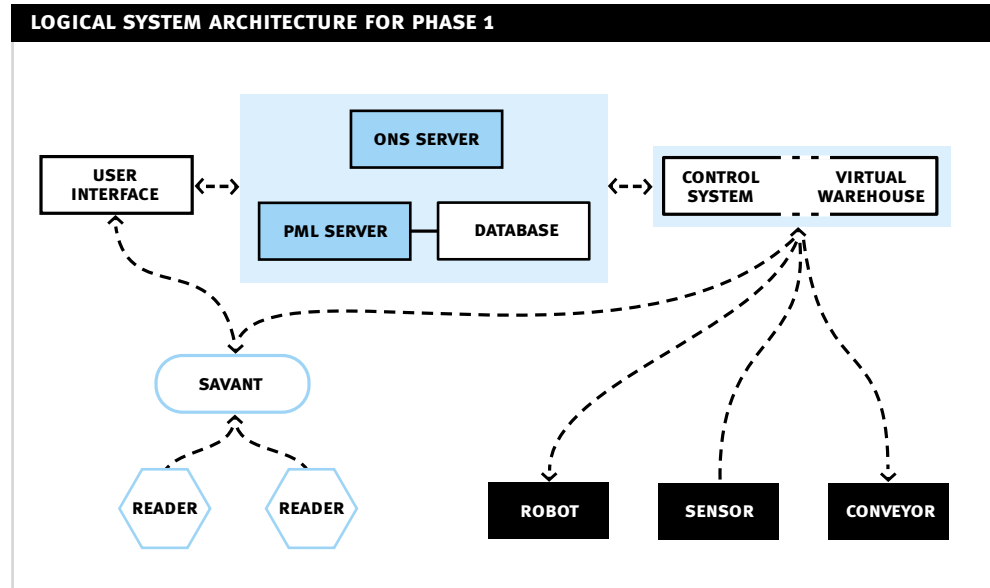 LOGICAL SYSTEM ARCHITECTURE FOR PHASE 1
ONS SERVER
USER
INTERFACE
CONTROL
SYSTEM
VIRTUAL
WAREHOUSE
PML SERVER
DATABASE
SAVANT
READER
READER
ROBOT
SENSOR
CONVEYOR